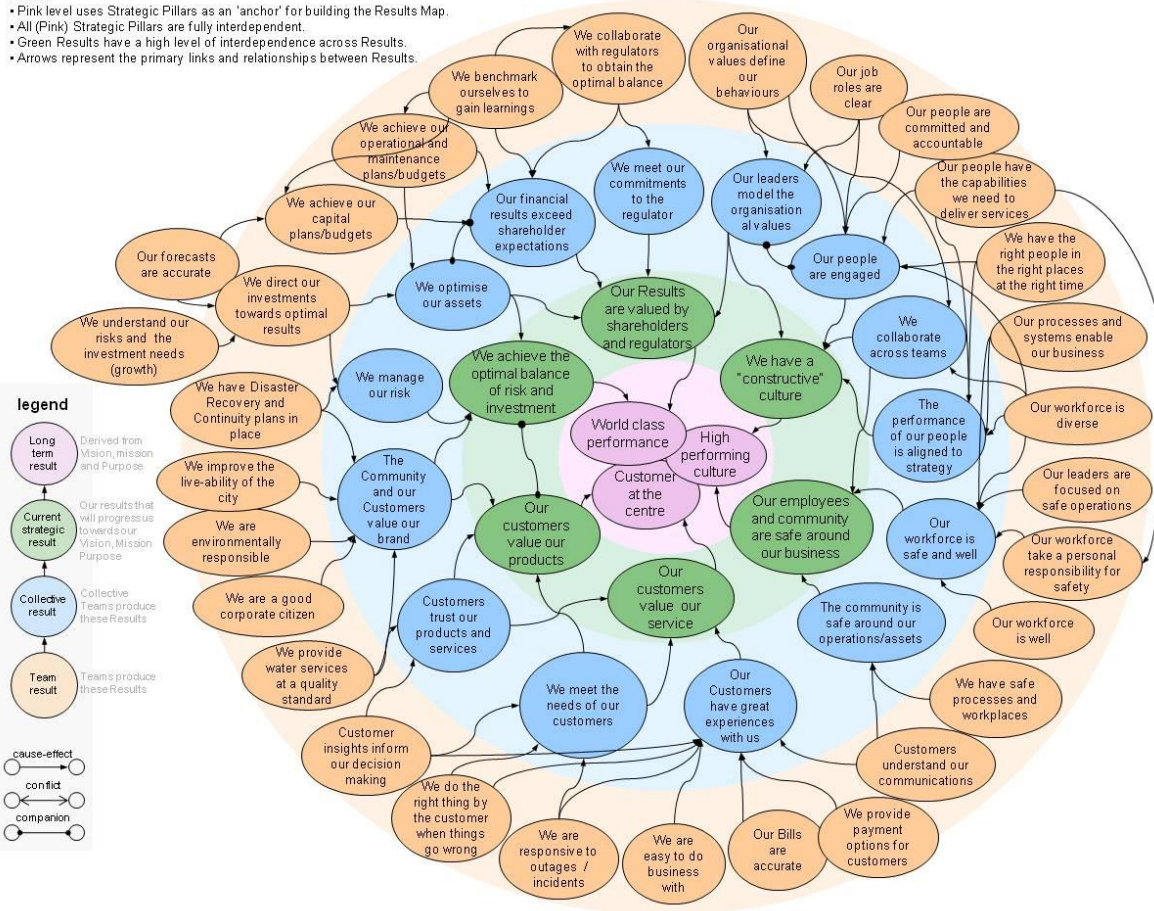 ▪ Pink level uses Strategic Pillars as an 'anchor' for building the Results Map.
▪ All (Pink) Strategic Pillars are fully interdependent.
▪ Green Results have a high level of interdependence across Results.
▪ Arrows represent the primary links and relationships between Results.
We benchmark
ourselves to
gain learnings
We collaborate
with regulators
to obtain the
optimal balance
Our
organisational
values define
our
behaviours
Our job
roles are
clear
Our people are
committed and
accountable
We achieve our
operational and
maintenance
plans/budgets
Our people have
the capabilities
we need to
deliver services
We achieve our
capital
plans/budgets
Our financial
results exceed
shareholder
expectations
We meet our
commitments
to the
regulator
Our leaders
model the
organisation
al values
Our people
are engaged
We have the
right people in
the right places
at the right time
Our forecasts
are accurate
We direct our
investments
towards optimal
results
We optimise
our assets
Our Results
are valued by
shareholders
and regulators
We
collaborate
across teams
Our processes and
systems enable
our business
We understand our
risks and the
investment needs
(growth)
We manage
our risk
We achieve the
optimal balance
of risk and
investment
We have a
"constructive"
culture
The
performance
of our people
is aligned to
strategy
Our workforce is
diverse
We have Disaster
Recovery and
Continuity plans in
place
World class
performance
High
performing
culture
Customer
at the
centre
We improve the
live-ability of the
city
The
Community
and our
Customers
value our
brand
Our
customers
value our
products
Our employees
and community
are safe around
our business
Our
workforce is
safe and well
Our leaders are
focused on
safe operations
We are
environmentally
responsible
Our workforce
take a personal
responsibility for
safety
We are a good
corporate citizen
Customers
trust our
products and
services
Our
customers
value our
service
The community is
safe around our
operations/assets
Our workforce
is well
We provide
water services
at a quality
standard
We meet the
needs of our
customers
Our
Customers
have great
experiences
with us
We have safe
processes and
workplaces
Customer
insights inform
our decision
making
Customers
understand our
communications
We do the
right thing by
the customer
when things
go wrong
We are
responsive to
outages /
incidents
We are
easy to do
business
with
Our Bills
are
accurate
We provide
payment
options for
customers
legend
Long
term
result
Derived from
Vision, mission
and Purpose
Current
strategic
result
Our results that
will progress us
towards our
Vision, Mission
Purpose
Collective
result
Collective
Teams produce
these Results
Team
result
Teams produce
these Results
cause-effect
conflict
companion